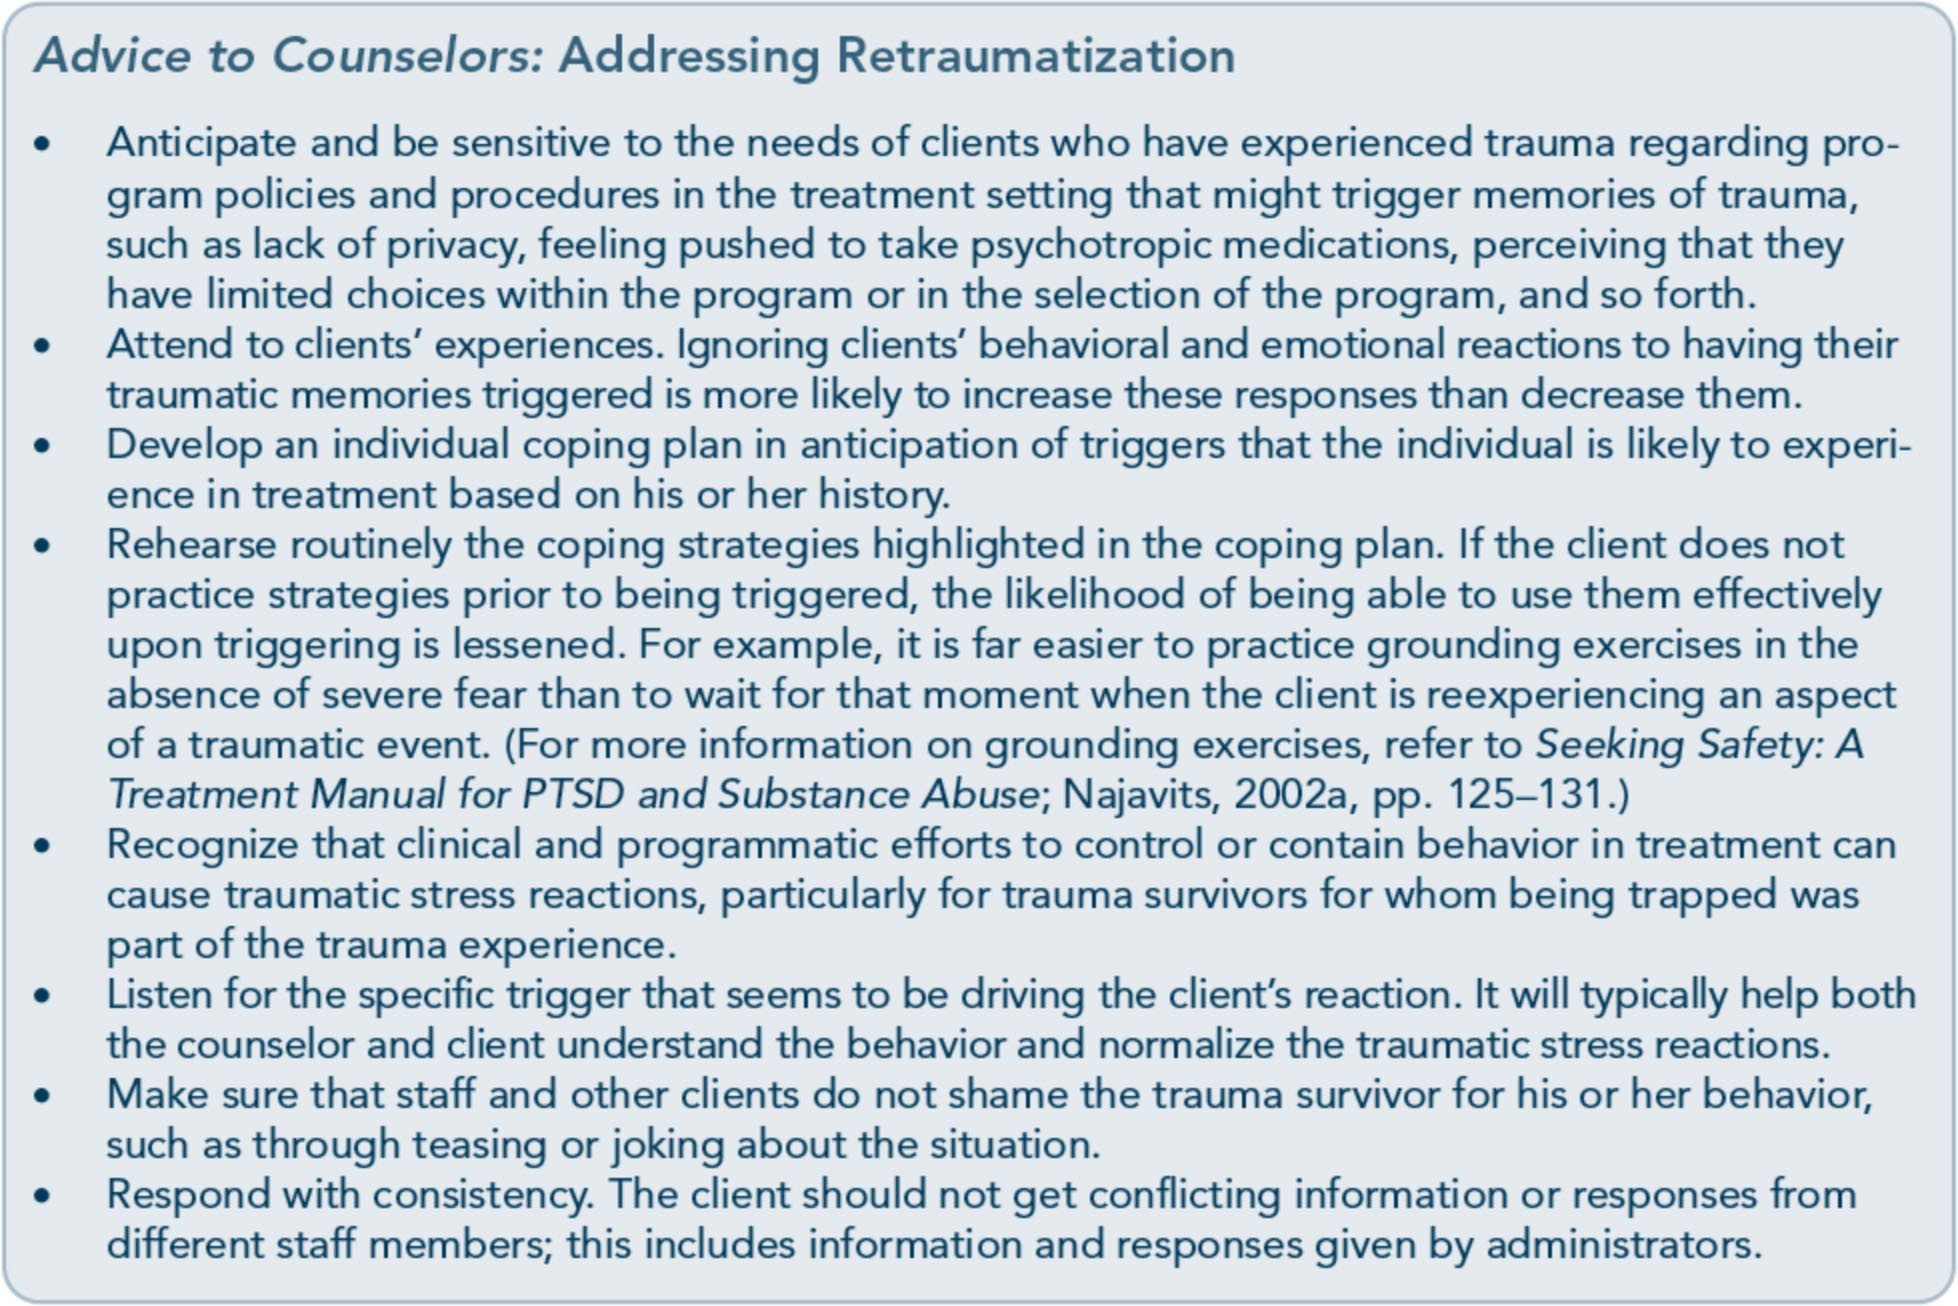 Advice to Counselors: Addressing Retraumatization
• Anticipate and be sensitive to the needs of clients who have experienced trauma regarding pro-
gram policies and procedures in the treatment setting that might trigger memories of trauma,
such as lack of privacy, feeling pushed to take psychotropic medications, perceiving that they
have limited choices within the program or in the selection of the program, and so forth.
• Attend to clients’ experiences. Ignoring clients’ behavioral and emotional reactions to having their
traumatic memories triggered is more likely to increase these responses than decrease them.
• Develop an individual coping plan in anticipation of triggers that the individual is likely to experi-
ence in treatment based on his or her history.
• Rehearse routinely the coping strategies highlighted in the coping plan. If the client does not
practice strategies prior to being triggered, the likelihood of being able to use them effectively
upon triggering is lessened. For example, it is far easier to practice grounding exercises in the
absence of severe fear than to wait for that moment when the client is reexperiencing an aspect
of a traumatic event. (For more information on grounding exercises, refer to Seeking Safety: A
Treatment Manual for PTSD and Substance Abuse; Najavits, 2002a, pp. 125–131.)
• Recognize that clinical and programmatic efforts to control or contain behavior in treatment can
cause traumatic stress reactions, particularly for trauma survivors for whom being trapped was
part of the trauma experience.
• Listen for the specific trigger that seems to be driving the client’s reaction. It will typically help both
the counselor and client understand the behavior and normalize the traumatic stress reactions.
• Make sure that staff and other clients do not shame the trauma survivor for his or her behavior,
such as through teasing or joking about the situation.
• Respond with consistency. The client should not get conflicting information or responses from
different staff members; this includes information and responses given by administrators.